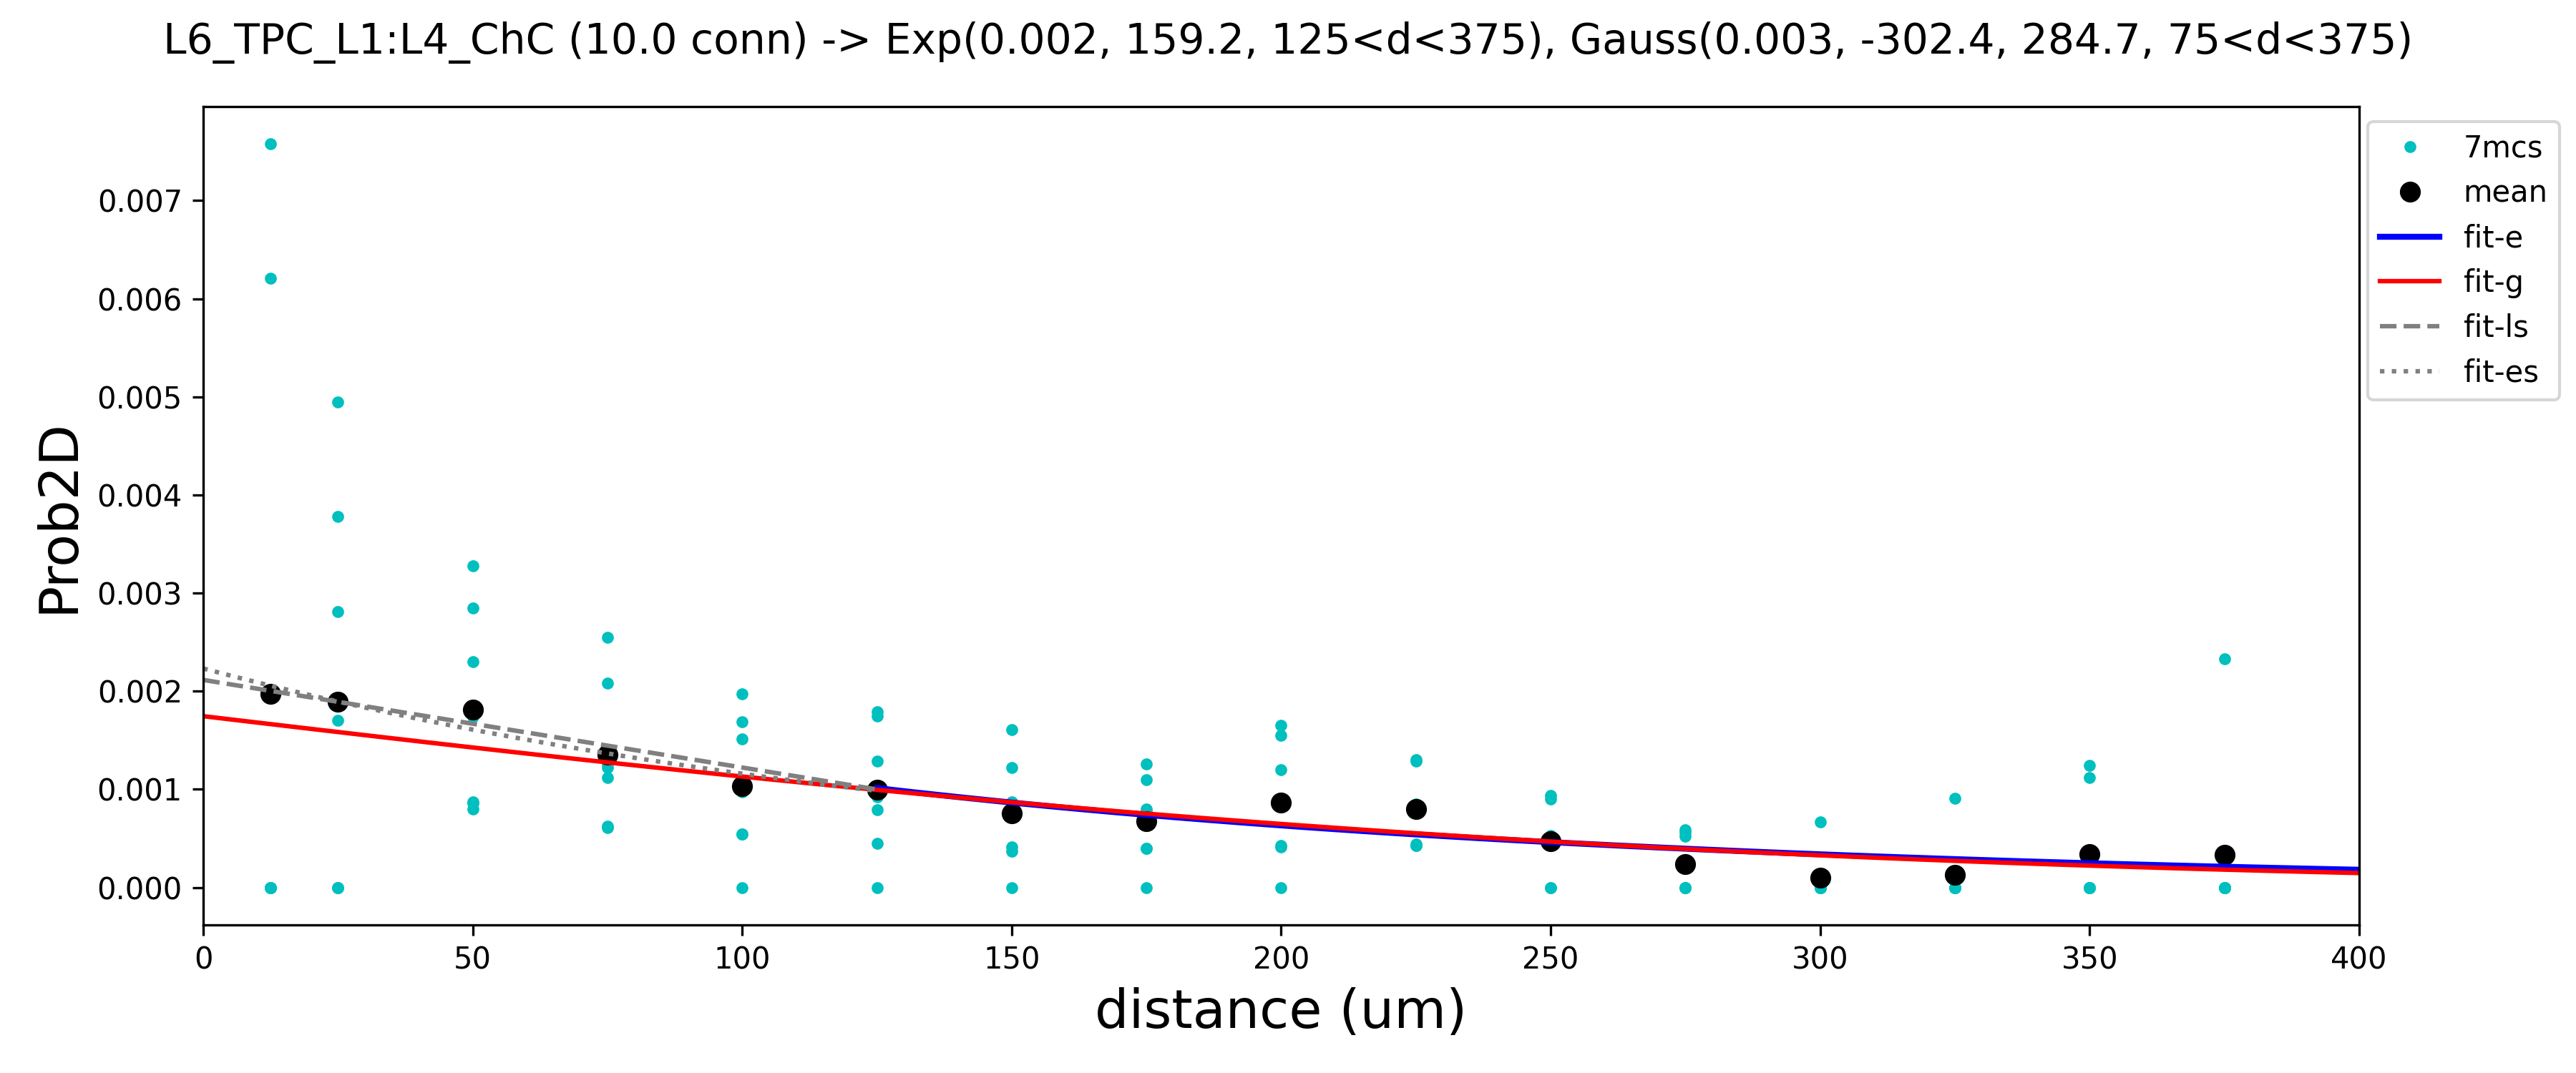 L6_TPC_L1:L4_ChC (10.0 conn) -> Exp(0.002, 159.2, 125<d<375), Gauss(0.003, -302.4, 284.7, 75<d<375)
7mcs
mean
fit-e
fit-g
fit-ls
fit-es
Prob2D
0.007
0.006
0.005
0.004
0.003
0.002
0.001
0.000
0 50 100 150 200 250 300 350 400
distance (um)